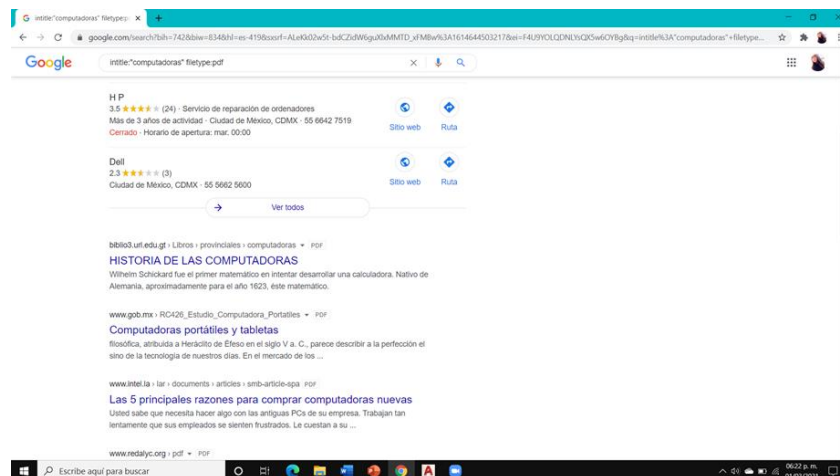 intitle:"computadoras" filetype:p
google.com/search?bih=742&biw=834&hl=es-419&sxsrf=
intitle%3A"computadoras"+filetype...
Google
intitle:"computadoras" filetype:pdf
H P
3.5 (24) · Servicio de reparación de ordenadores
Más de 3 años de actividad · Ciudad de México, CDMX · 55 6642 7519
Cerrado · Horario de apertura: mar. 00:00
Sitio web
Ruta
Dell
2.3 (3)
Ciudad de México, CDMX · 55 5662 5600
Sitio web
Ruta
Ver todos
biblio3.url.edu.gt › Libros › provinciales › computadoras PDF
HISTORIA DE LAS COMPUTADORAS
Wilhelm Schickard fue el primer matemático en intentar desarrollar una calculadora. Nativo de
Alemania, aproximadamente para el año 1623, éste matemático.
www.gob.mx › RC426_Estudio_Computadora_Portatiles PDF
Computadoras portátiles y tabletas
filosófica, atribuida a Heráclito de Éfeso en el siglo V a. C., parece describir a la perfección el
sino de la tecnología de nuestros días. En el mercado de los ...
www.intel.la › lar › documents › articles › smb-article-spa PDF
Las 5 principales razones para comprar computadoras nuevas
Usted sabe que necesita hacer algo con las antiguas PCs de su empresa. Trabajan tan
lentamente que sus empleados se sienten frustrados. Le cuestan a su ...
www.redalyc.org › pdf PDF
Escribe aquí para buscar
06:22 p. m.
01/03/2021